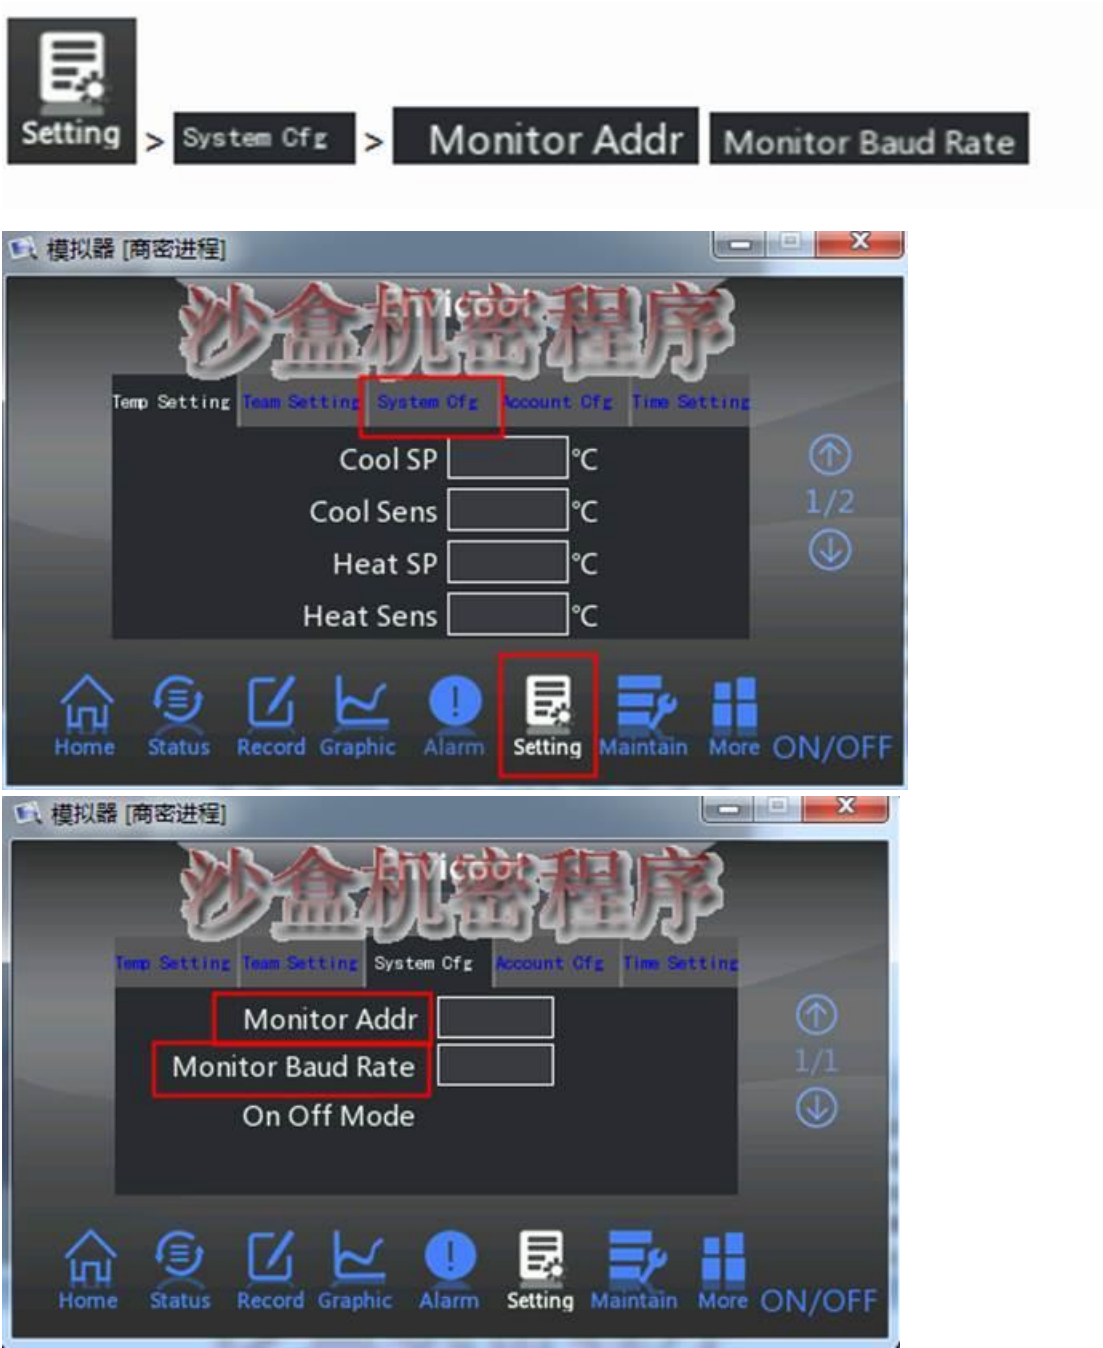 Setting > System Cfg > Monitor Addr Monitor Baud Rate
模拟器 [商密进程]
Envicool
沙盒机密程序
Temp Setting Team Setting System Cfg Account Cfg Time Setting
Cool SP ℃
Cool Sens ℃
1/2
Heat SP ℃
Heat Sens ℃
Home Status Record Graphic Alarm Setting Maintain More ON/OFF
模拟器 [商密进程]
Envicool
沙盒机密程序
Temp Setting Team Setting System Cfg Account Cfg Time Setting
Monitor Addr
Monitor Baud Rate 1/1
On Off Mode
Home Status Record Graphic Alarm Setting Maintain More ON/OFF